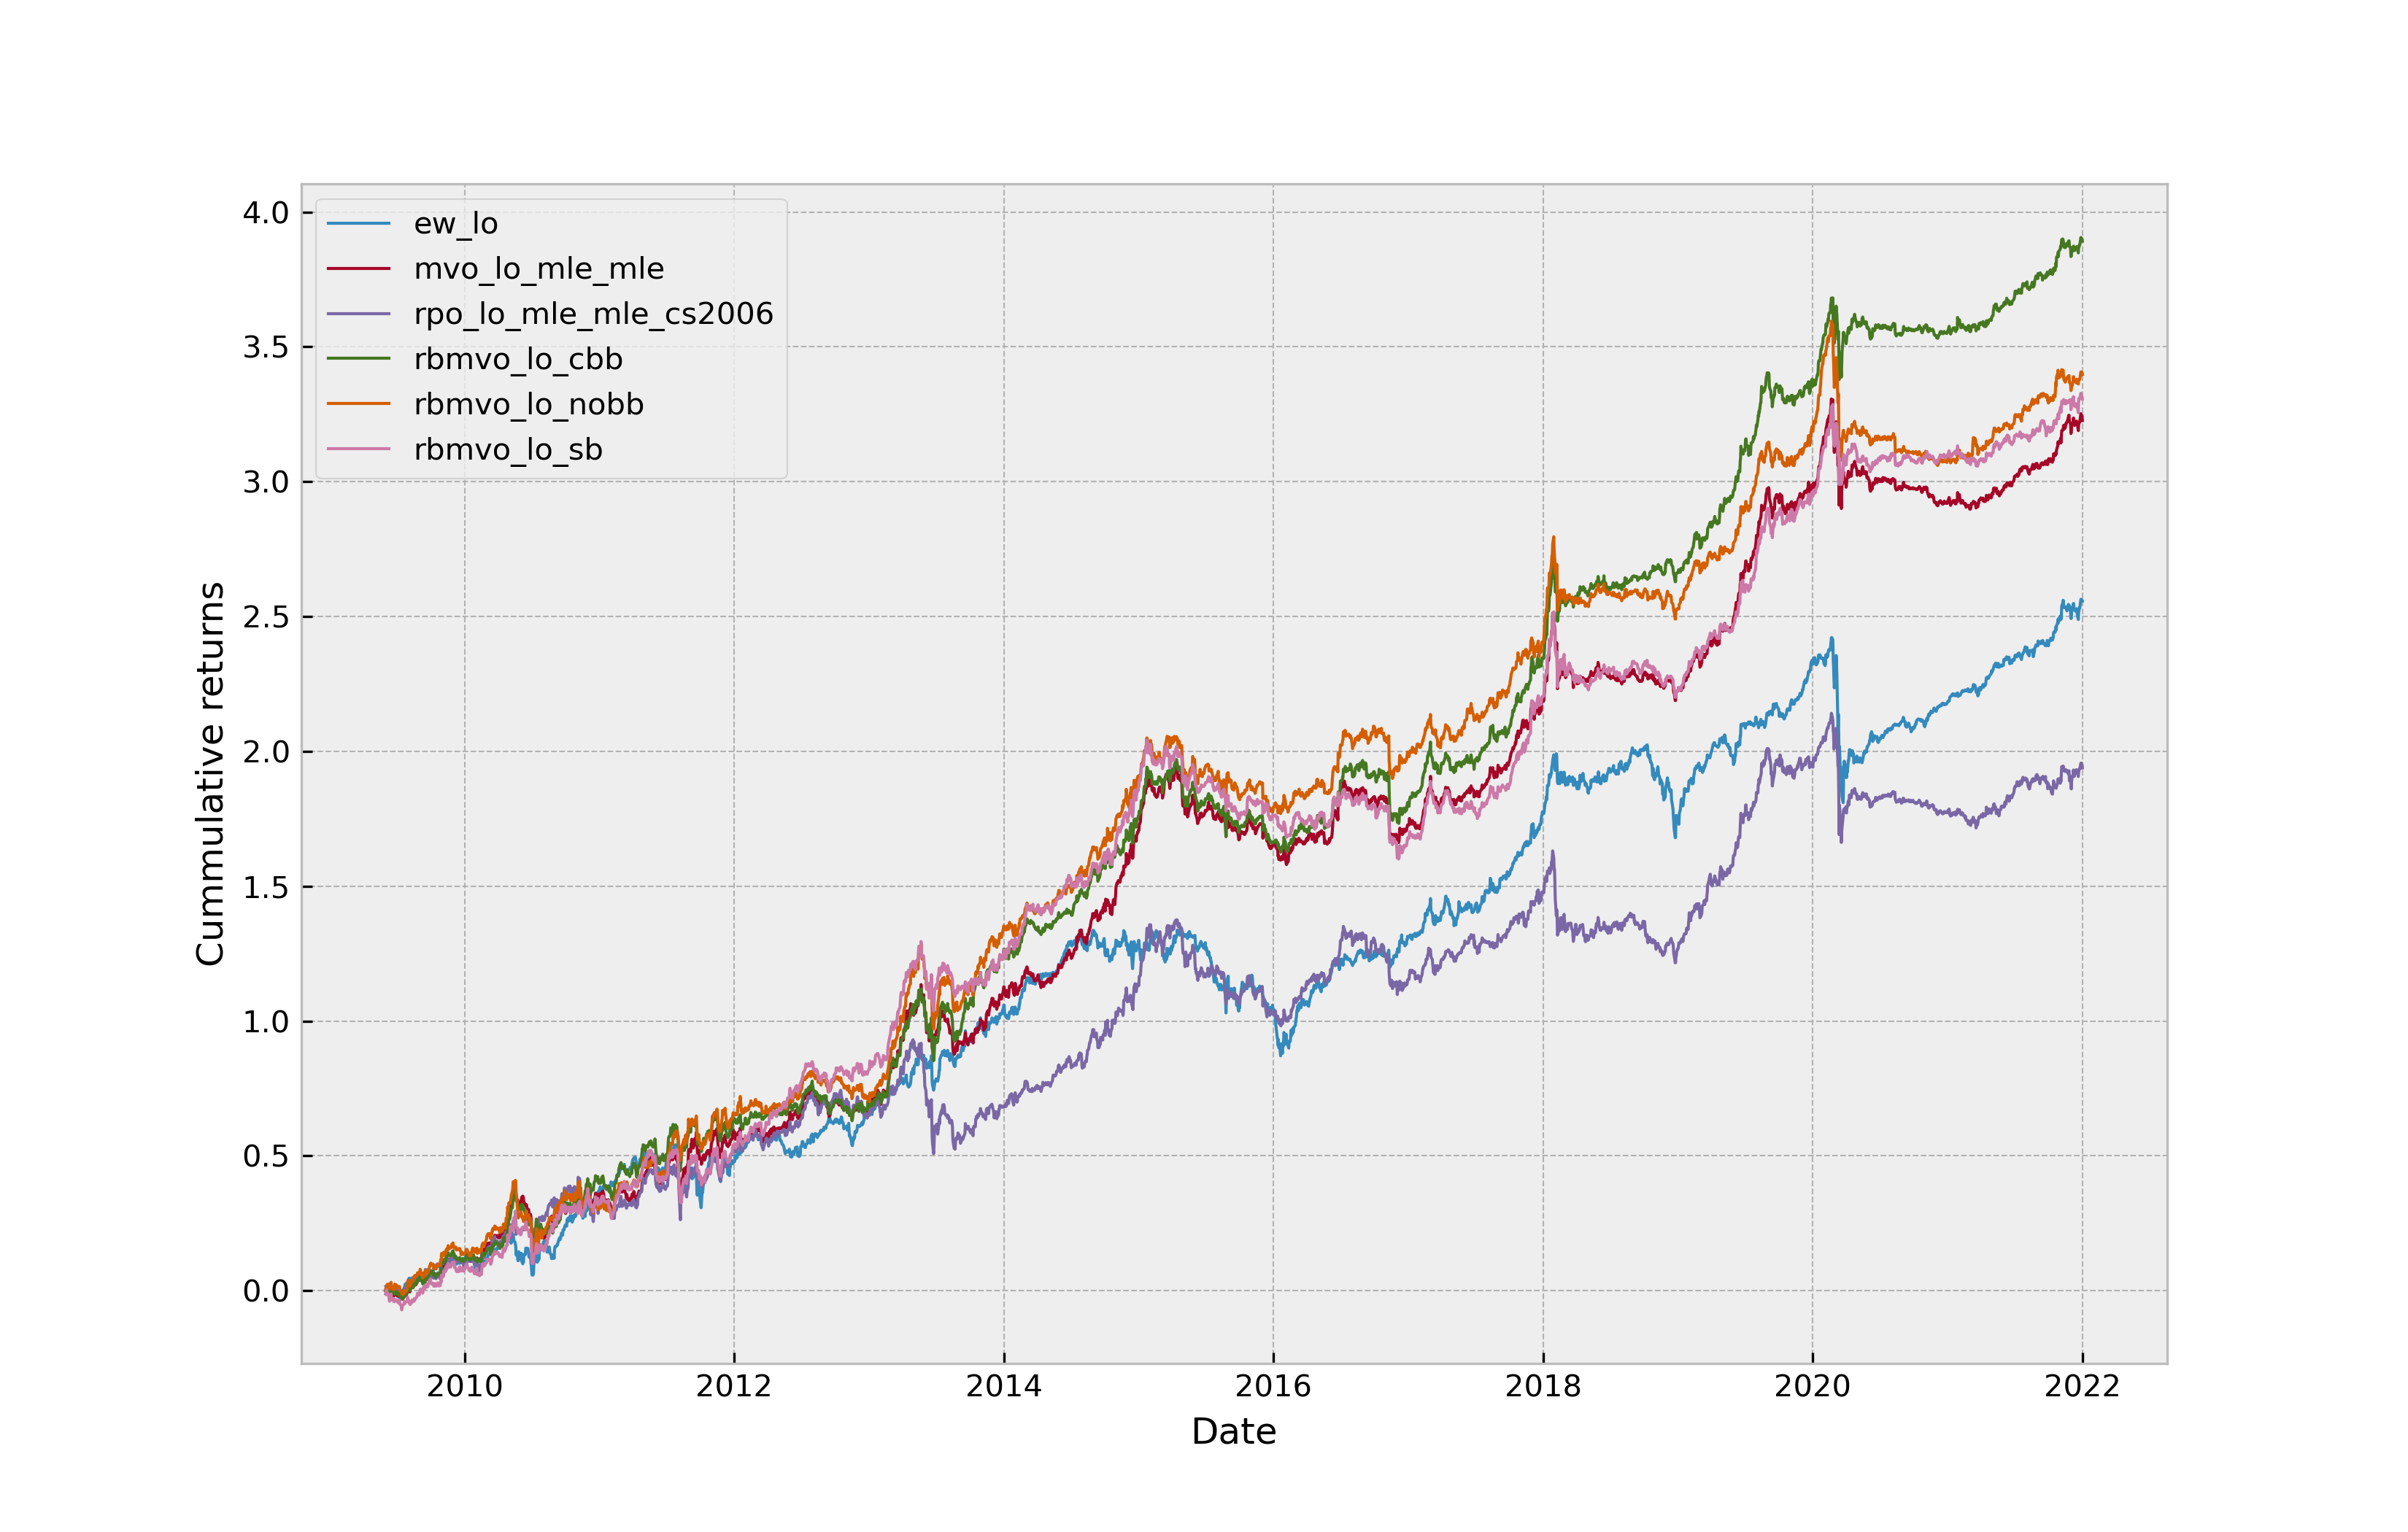 4.0
3.5
3.0
2.5
2.0
1.5
1.0
0.5
0.0
Cummulative returns
ew_lo
mvo_lo_mle_mle
rpo_lo_mle_mle_cs2006
rbmvo_lo_cbb
rbmvo_lo_nobb
rbmvo_lo_sb
2010 2012 2014 2016 2018 2020 2022
Date